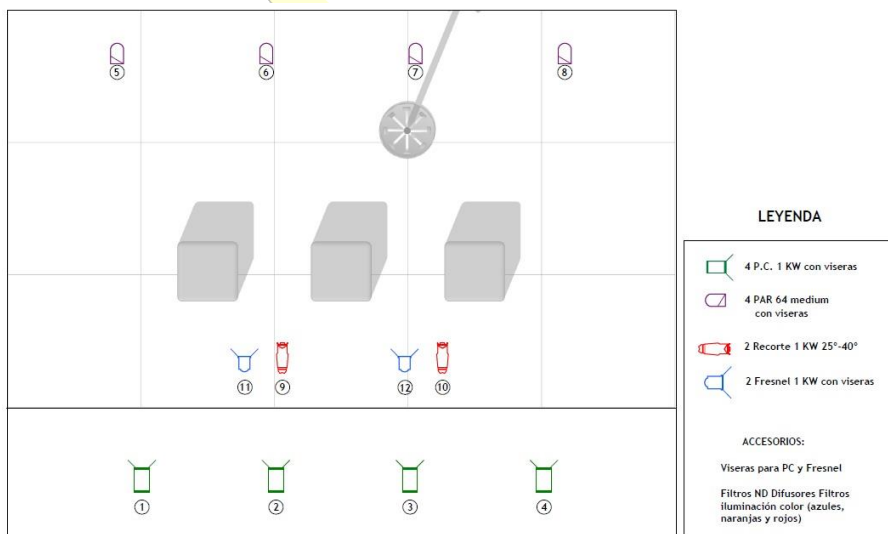 5 6 7 8
11 9 12 10
1 2 3 4
LEYENDA
4 P.C. 1 KW con viseras
4 PAR 64 medium
con viseras
2 Recorte 1 KW 25º-40º
2 Fresnel 1 KW con viseras
ACCESORIOS:
Viseras para PC y Fresnel
Filtros ND Difusores Filtros
iluminación color (azules,
naranjas y rojos)